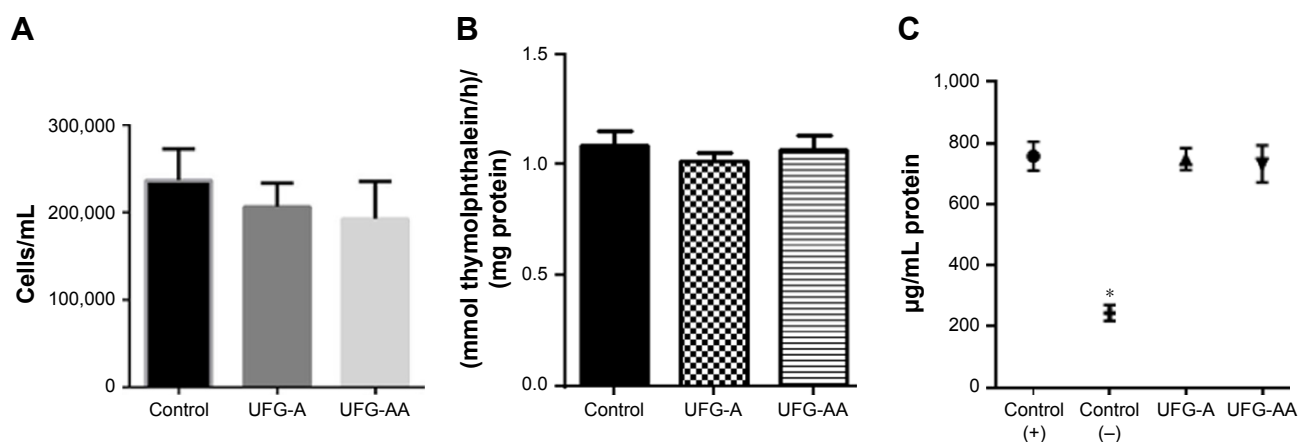 A
Cells/mL
300,000
200,000
100,000
0
Control
UFG-A
UFG-AA
B
(mmol thymolphthalein/h)/
(mg protein)
1.5
1.0
0.5
0.0
Control
UFG-A
UFG-AA
C
µg/mL protein
1,000
800
600
400
200
0
*
Control
(+)
Control
(–)
UFG-A
UFG-AA